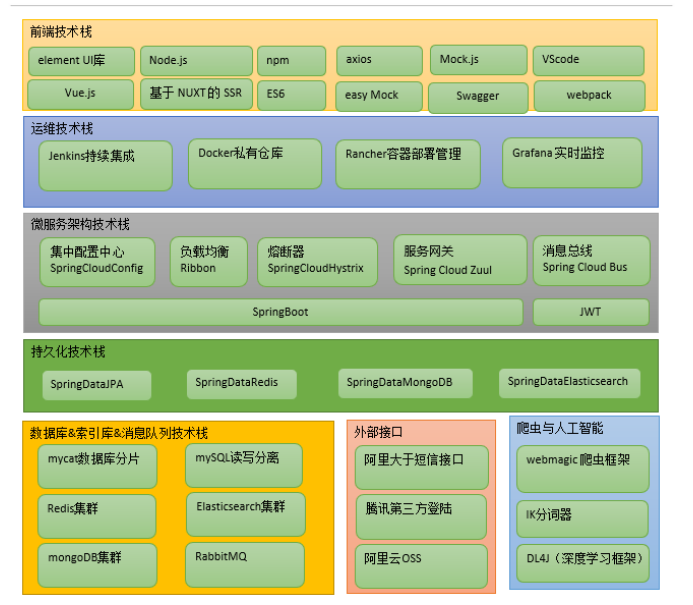 前端技术栈
element UI库
Node.js
npm
axios
Mock.js
VScode
Vue.js
基于 NUXT的 SSR
ES6
easy Mock
Swagger
webpack
运维技术栈
Jenkins持续集成
Docker私有仓库
Rancher容器部署管理
Grafana 实时监控
微服务架构技术栈
集中配置中心
SpringCloudConfig
负载均衡
Ribbon
熔断器
SpringCloudHystrix
服务网关
Spring Cloud Zuul
消息总线
Spring Cloud Bus
SpringBoot
JWT
持久化技术栈
SpringDataJPA
SpringDataRedis
SpringDataMongoDB
SpringDataElasticsearch
数据库&索引库&消息队列技术栈
mycat数据库分片
mySQL读写分离
Redis集群
Elasticsearch集群
mongoDB集群
RabbitMQ
外部接口
阿里大于短信接口
腾讯第三方登陆
阿里云OSS
爬虫与人工智能
webmagic 爬虫框架
IK分词器
DL4J（深度学习框架）